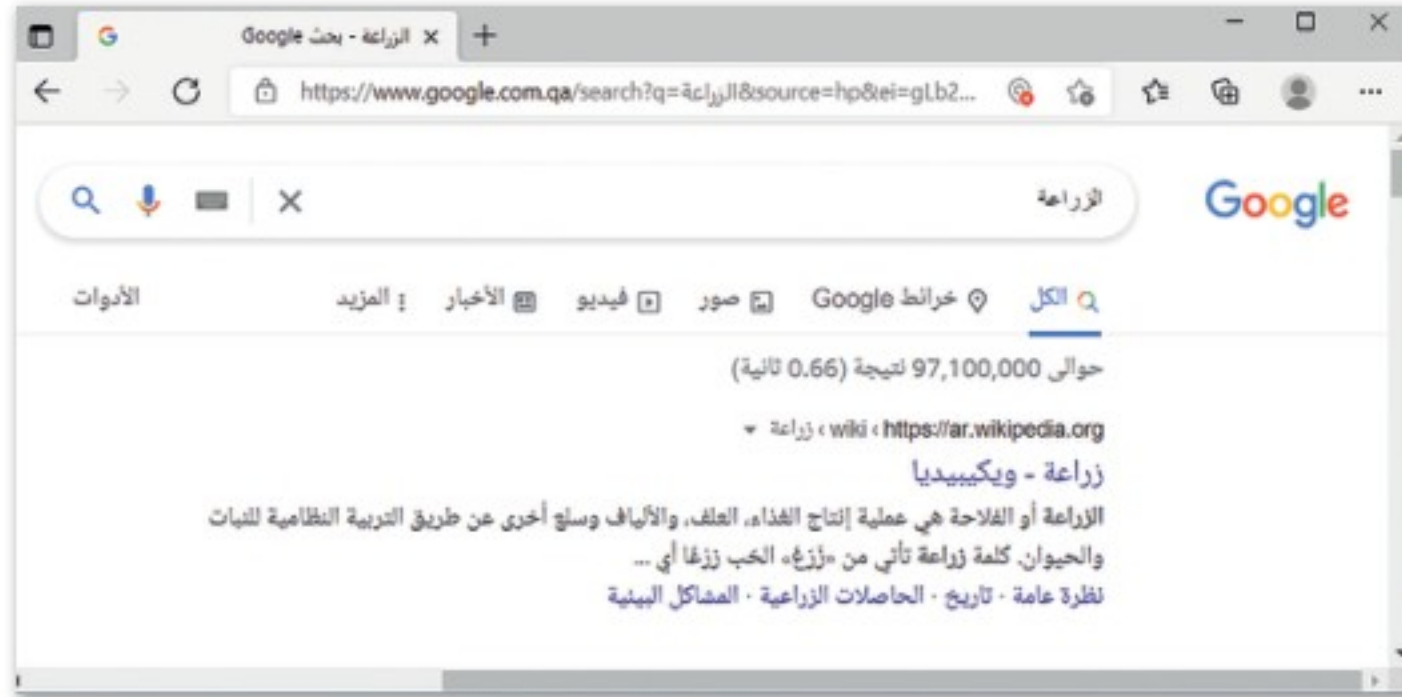 الزراعة - بحث Google
https://www.google.com.qa/search?q=الزراعة&source=hp&ei=gLb2...
الزراعة
Google
الكل خرائط Google صور فيديو الأخبار المزيد الأدوات
حوالى 97,100,000 نتيجة (0.66 ثانية)
https://ar.wikipedia.org › wiki › زراعة
زراعة - ويكيبيديا
الزراعة أو الفلاحة هي عملية إنتاج الغذاء، العلف، والألياف وسلع أخرى عن طريق التربية النظامية للنبات
والحيوان. كلمة زراعة تأتي من «زَرَعَ» الحَب زرْعًا أي ...
نظرة عامة · تاريخ · الحاصلات الزراعية · المشاكل البيئية